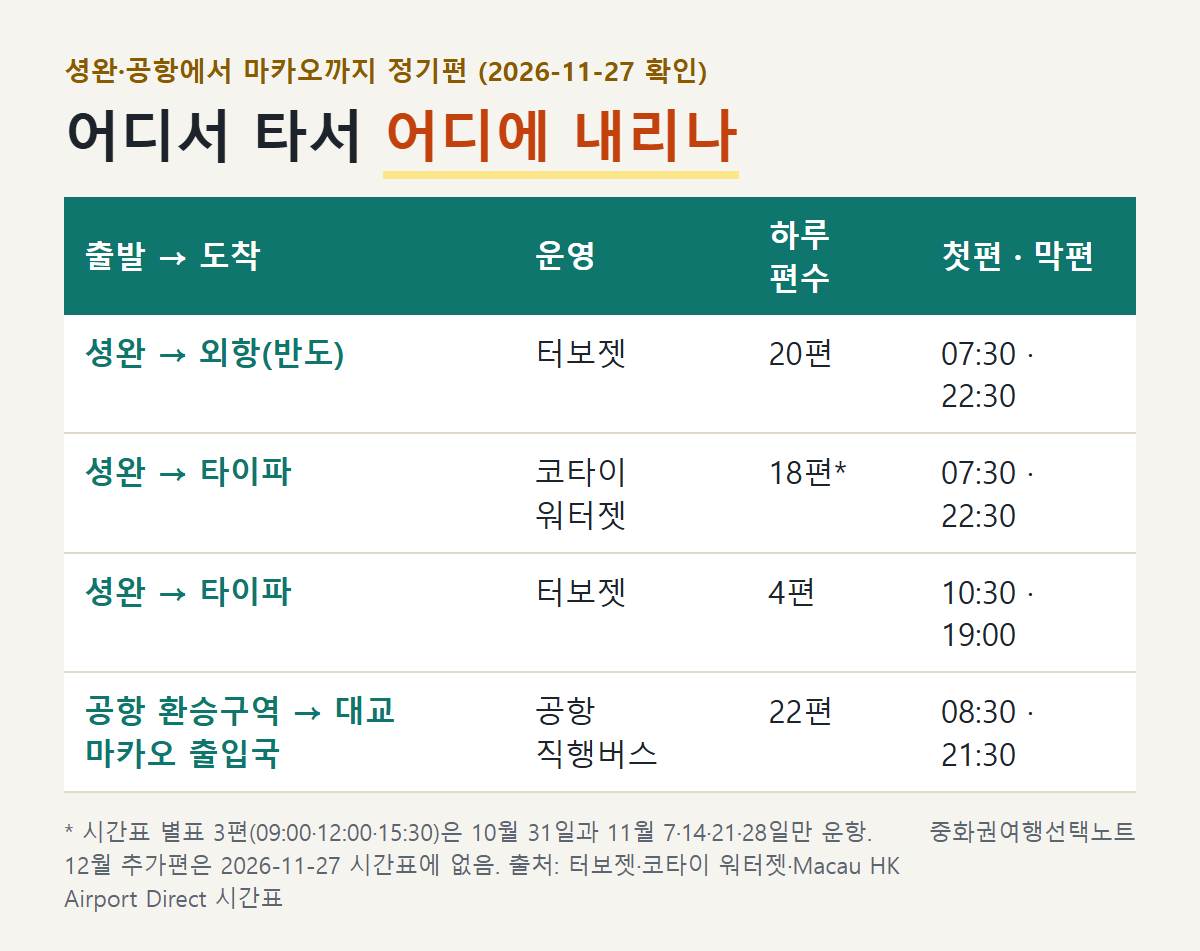 셩완·공항에서 마카오까지 정기편 (2026-11-27 확인)
어디서 타서 어디에 내리나
출발 → 도착
운영
하루
편수
첫편 · 막편
셩완 → 외항(반도)
터보젯
20편
07:30 ·
22:30
셩완 → 타이파
코타이
워터젯
18편*
07:30 ·
22:30
셩완 → 타이파
터보젯
4편
10:30 ·
19:00
공항 환승구역 → 대교
마카오 출입국
공항
직행버스
22편
08:30 ·
21:30
* 시간표 별표 3편(09:00·12:00·15:30)은 10월 31일과 11월 7·14·21·28일만 운항.
12월 추가편은 2026-11-27 시간표에 없음. 출처: 터보젯·코타이 워터젯·Macau HK
Airport Direct 시간표
중화권여행선택노트